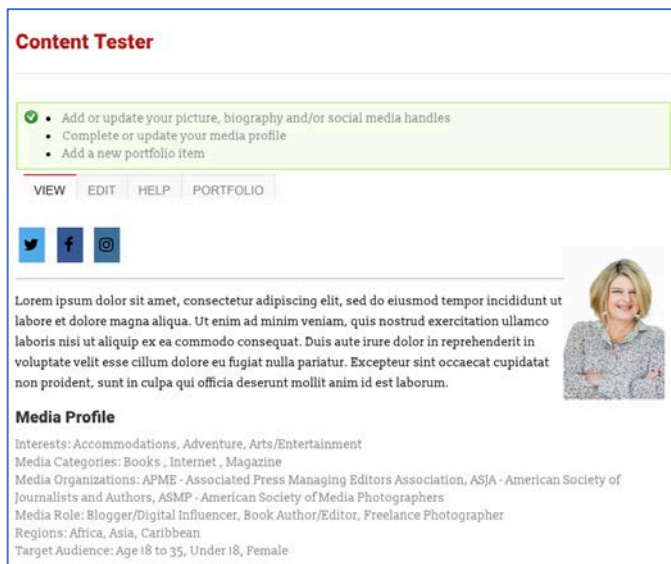 Content Tester
Add or update your picture, biography and/or social media handles
Complete or update your media profile
Add a new portfolio item
VIEW EDIT HELP PORTFOLIO
Lorem ipsum dolor sit amet, consectetur adipiscing elit, sed do eiusmod tempor incididunt ut
labore et dolore magna aliqua. Ut enim ad minim veniam, quis nostrud exercitation ullamco
laboris nisi ut aliquip ex ea commodo consequat. Duis aute irure dolor in reprehenderit in
voluptate velit esse cillum dolore eu fugiat nulla pariatur. Excepteur sint occaecat cupidatat
non proident, sunt in culpa qui officia deserunt mollit anim id est laborum.
Media Profile
Interests: Accommodations, Adventure, Arts/Entertainment
Media Categories: Books , Internet , Magazine
Media Organizations: APME - Associated Press Managing Editors Association, ASJA - American Society of
Journalists and Authors, ASMP - American Society of Media Photographers
Media Role: Blogger/Digital Influencer, Book Author/Editor, Freelance Photographer
Regions: Africa, Asia, Caribbean
Target Audience: Age 18 to 35, Under 18, Female